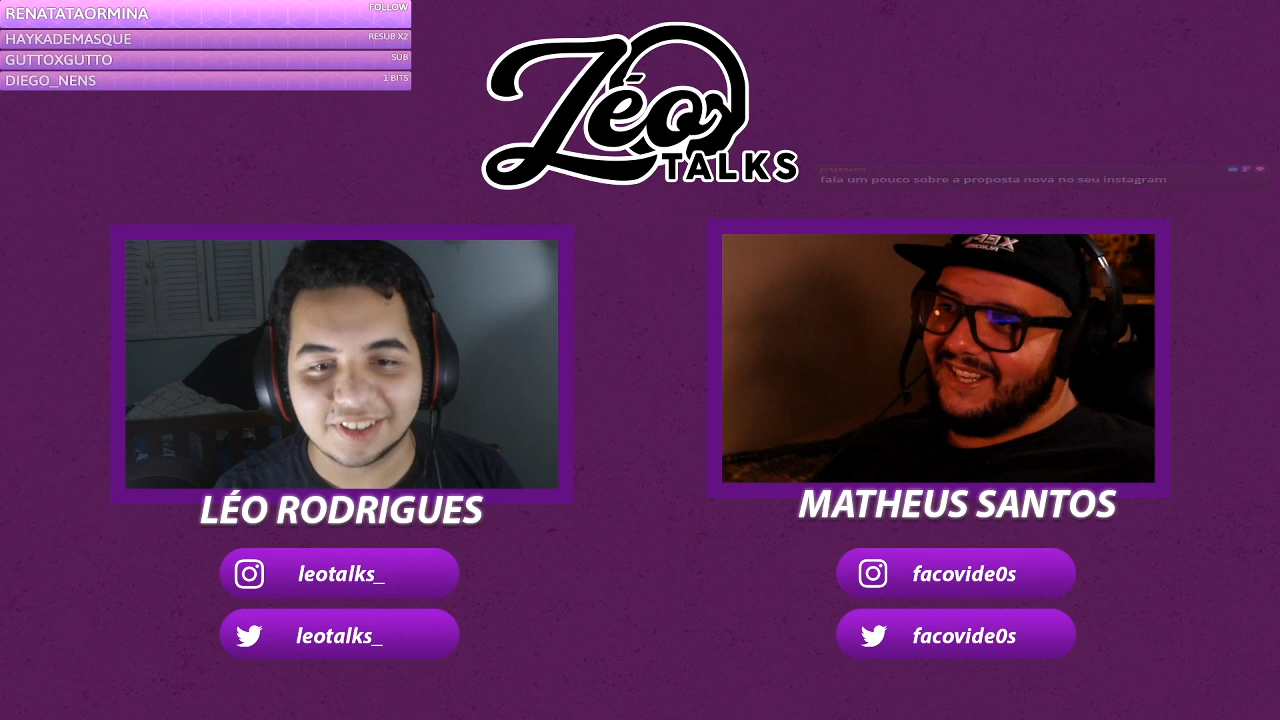 RENATATAORMINA FOLLOW
HAYKADEMASQUE RESUB X2
GUTTOXGUTTO SUB
DIEGO_NENS 1 BITS
Léo
TALKS
fala um pouco sobre a proposta nova no seu instagram
LÉO RODRIGUES
leotalks_
leotalks_
MATHEUS SANTOS
facovide0s
facovide0s